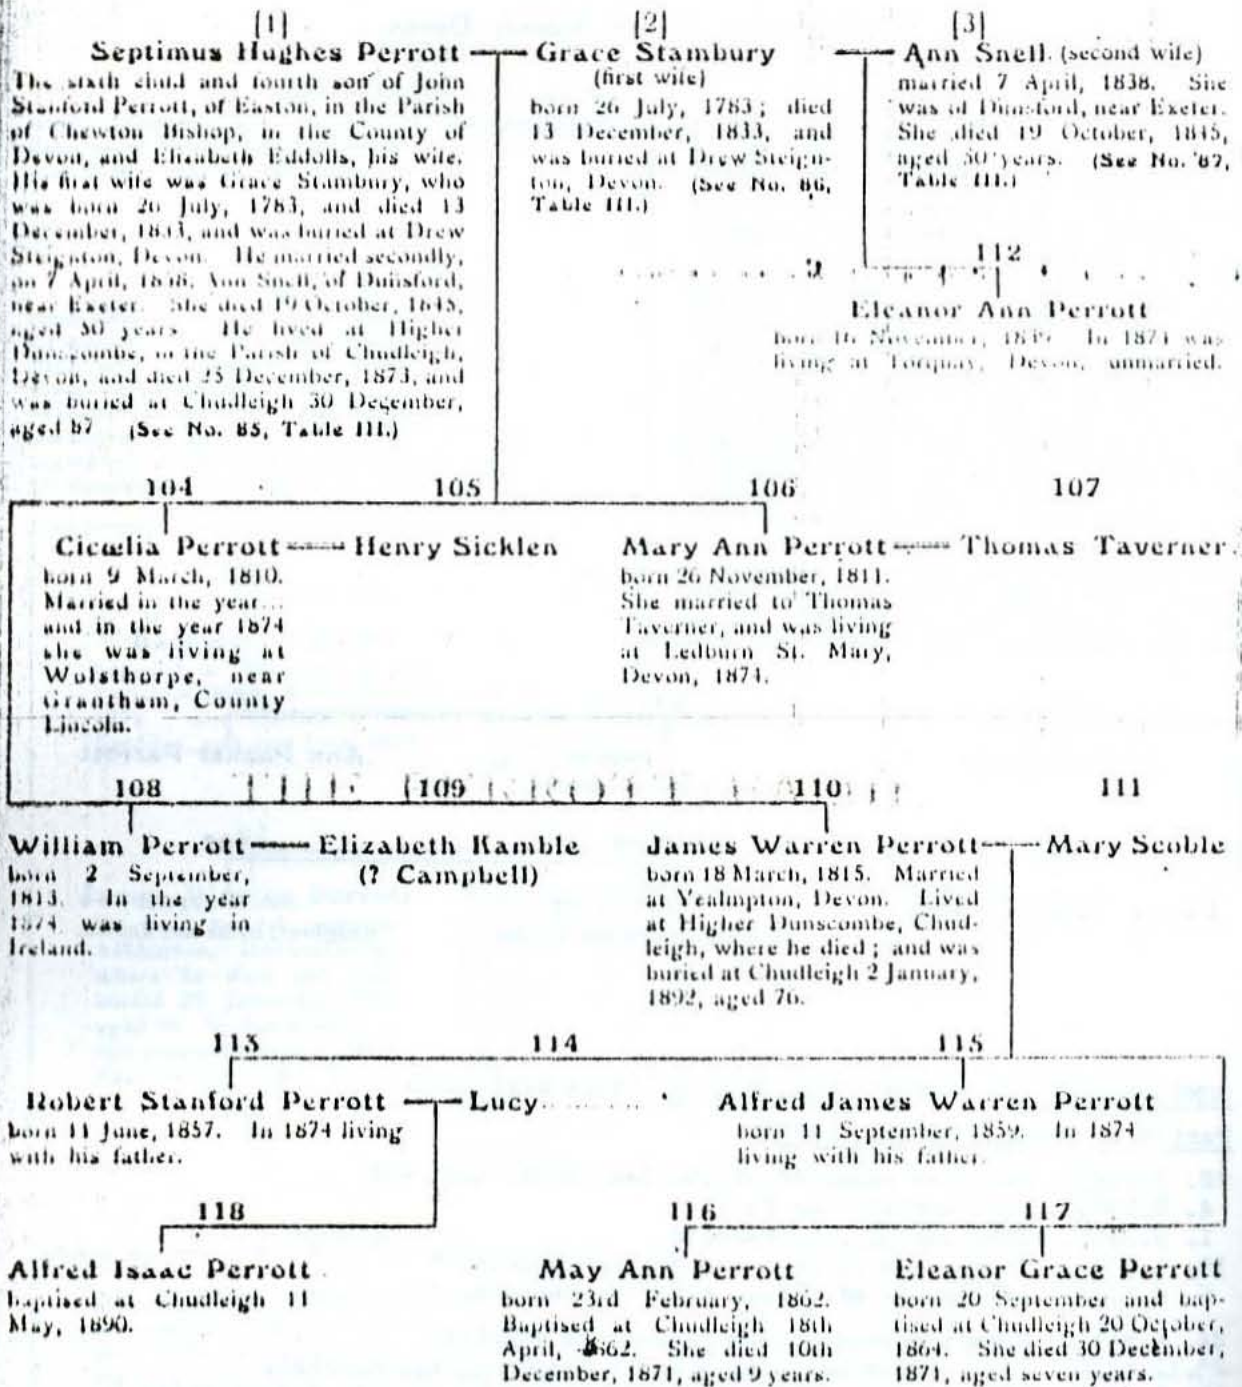 [1]
Septimus Hughes Perrott
The sixth child and fourth son of John
Stanford Perrott, of Easton, in the Parish
of Chewton Bishop, in the County of
Devon, and Elizabeth Eddolls, his wife.
His first wife was Grace Stambury, who
was born 26 July, 1783, and died 13
December, 1833, and was buried at Drew
Steignton, Devon. He married secondly,
on 7 April, 1838, Ann Snell, of Dunsford,
near Exeter. She died 19 October, 1845,
aged 50 years. He lived at Higher
Dunscombe, in the Parish of Chudleigh,
Devon, and died 25 December, 1873, and
was buried at Chudleigh 30 December,
aged 87 (See No. 85, Table III.)
[2]
Grace Stambury
(first wife)
born 26 July, 1783; died
13 December, 1833, and
was buried at Drew Steign-
ton, Devon. (See No. 86,
Table III.)
[3]
Ann Snell. (second wife)
married 7 April, 1838. She
was of Dunsford, near Exeter.
She died 19 October, 1845,
aged 50 years. (See No. 87,
Table III.)
112
Eleanor Ann Perrott
born 16 November, In 1874 was
living at Torquay, Devon, unmarried.
104 105 106 107
Cicœlia Perrott Henry Sicklen
born 9 March, 1810.
Married in the year...
and in the year 1874
she was living at
Wolsthorpe, near
Grantham, County
Lincoln.
Mary Ann Perrott Thomas Taverner.
born 26 November, 1811.
She married to Thomas
Taverner, and was living
at Ledburn St. Mary,
Devon, 1874.
Ann Perrott
108 109 110 111
William Perrott Elizabeth Kamble
(? Campbell)
born 2 September,
1813. In the year
1874 was living in
Ireland.
James Warren Perrott Mary Scoble
born 18 March, 1815. Married
at Yealmpton, Devon. Lived
at Higher Dunscombe, Chud-
leigh, where he died; and was
buried at Chudleigh 2 January,
1892, aged 76.
113 114 115
Robert Stanford Perrott Lucy..........
born 11 June, 1857. In 1874 living
with his father.
Alfred James Warren Perrott
born 11 September, 1859. In 1874
living with his father.
118 116 117
Alfred Isaac Perrott
baptised at Chudleigh 11
May, 1890.
May Ann Perrott
born 23rd February, 1862.
Baptised at Chudleigh 18th
April, 1862. She died 10th
December, 1871, aged 9 years.
Eleanor Grace Perrott
born 20 September and bap-
tised at Chudleigh 20 October,
1864. She died 30 December,
1871, aged seven years.